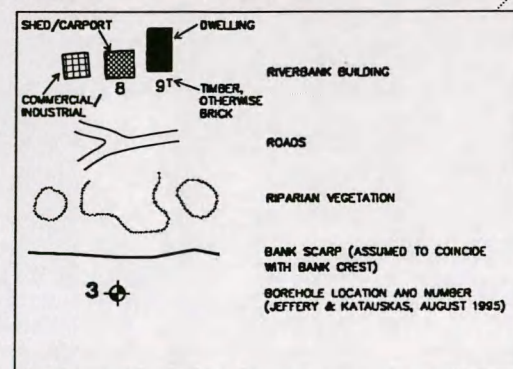 SHED/CARPORT
DWELLING
COMMERCIAL/
INDUSTRIAL
8
9T
TIMBER,
OTHERWISE
BRICK
RIVERBANK BUILDING
ROADS
RIPARIAN VEGETATION
BANK SCARP (ASSUMED TO COINCIDE
WITH BANK CREST)
3
BOREHOLE LOCATION AND NUMBER
(JEFFERY & KATAUSKAS, AUGUST 1995)